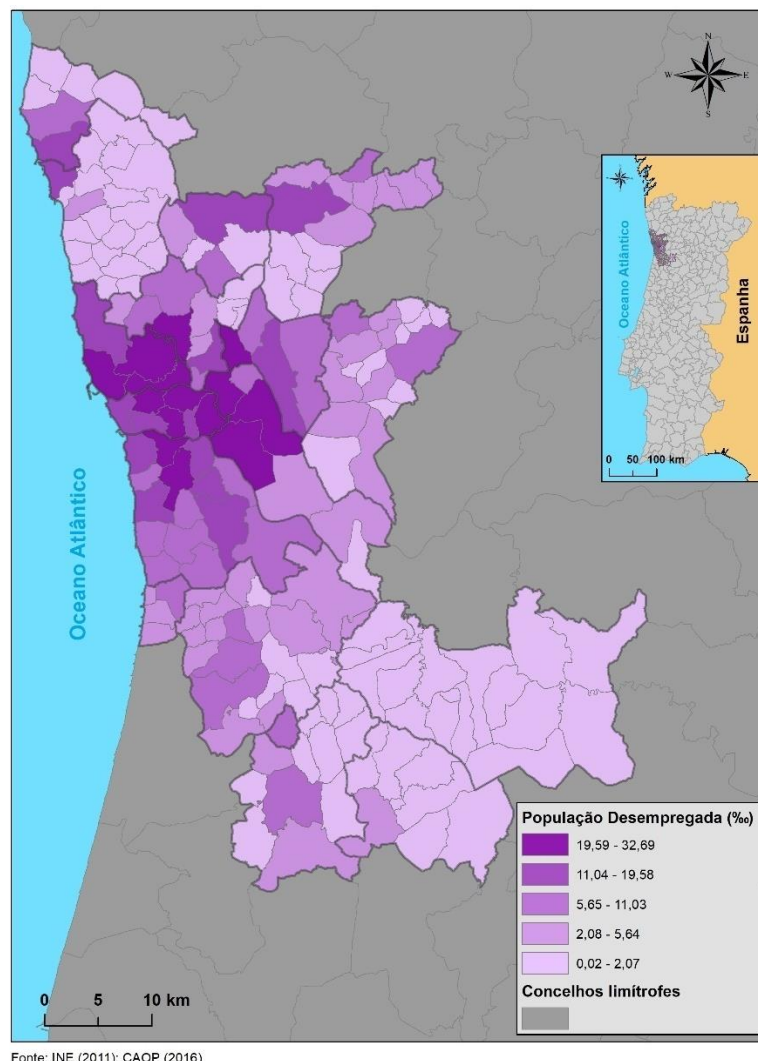 N
W
E
S
Oceano Atlântico
Espanha
0 50 100 km
Oceano Atlântico
População Desempregada (‰)
19,59 - 32,69
11,04 - 19,58
5,65 - 11,03
2,08 - 5,64
0,02 - 2,07
Concelhos limítrofes
0 5 10 km
Fonte: INE (2011); CAOP (2016)